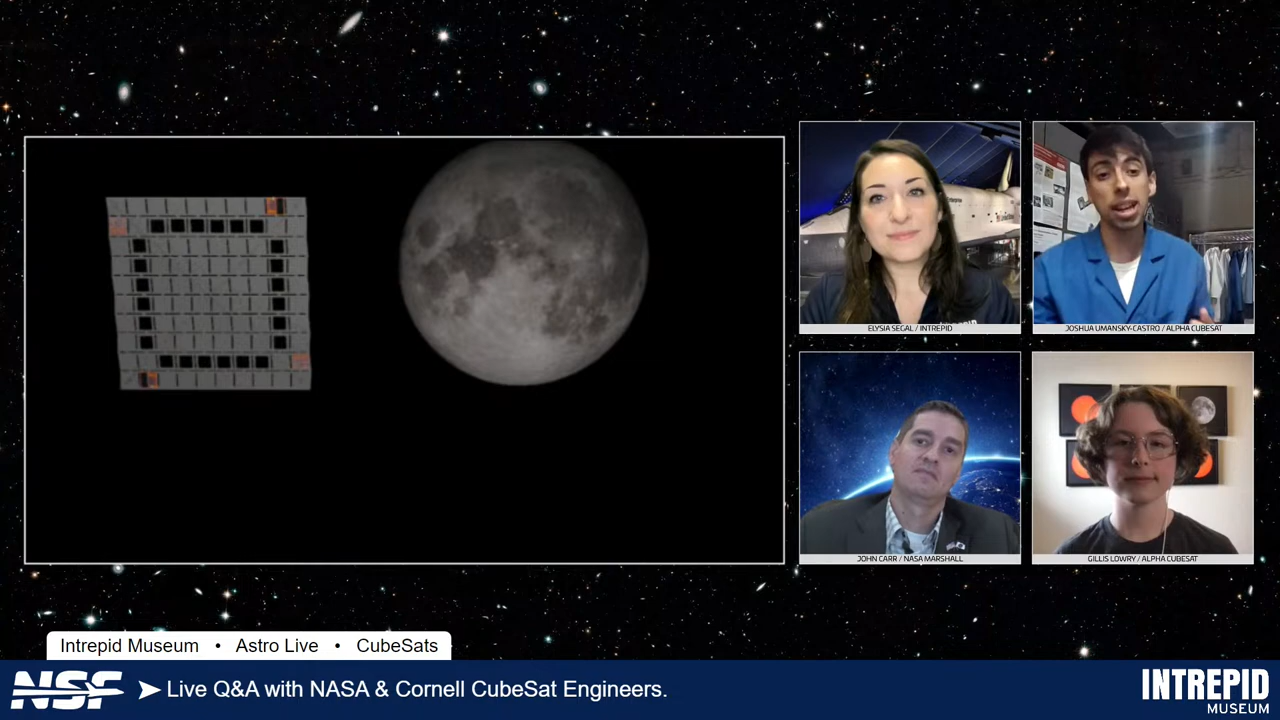 ELYSIA SEGAL / INTREPID
JOSHUA UMANSKY-CASTRO / ALPHA CUBESAT
JOHN CARR / NASA MARSHALL
GILLIS LOWRY / ALPHA CUBESAT
Intrepid Museum • Astro Live • CubeSats
NSF
Live Q&A with NASA & Cornell CubeSat Engineers.
INTREPID
MUSEUM